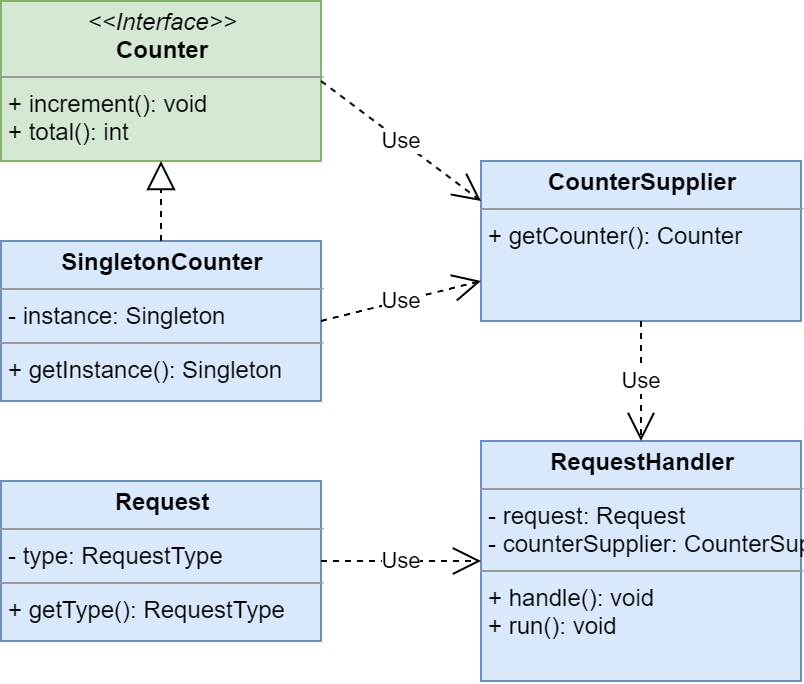 <<Interface>>
Counter
+ increment(): void
+ total(): int
Use
CounterSupplier
+ getCounter(): Counter
SingletonCounter
- instance: Singleton
+ getInstance(): Singleton
Use
Use
RequestHandler
- request: Request
- counterSupplier: CounterSup
+ handle(): void
+ run(): void
Request
- type: RequestType
+ getType(): RequestType
Use